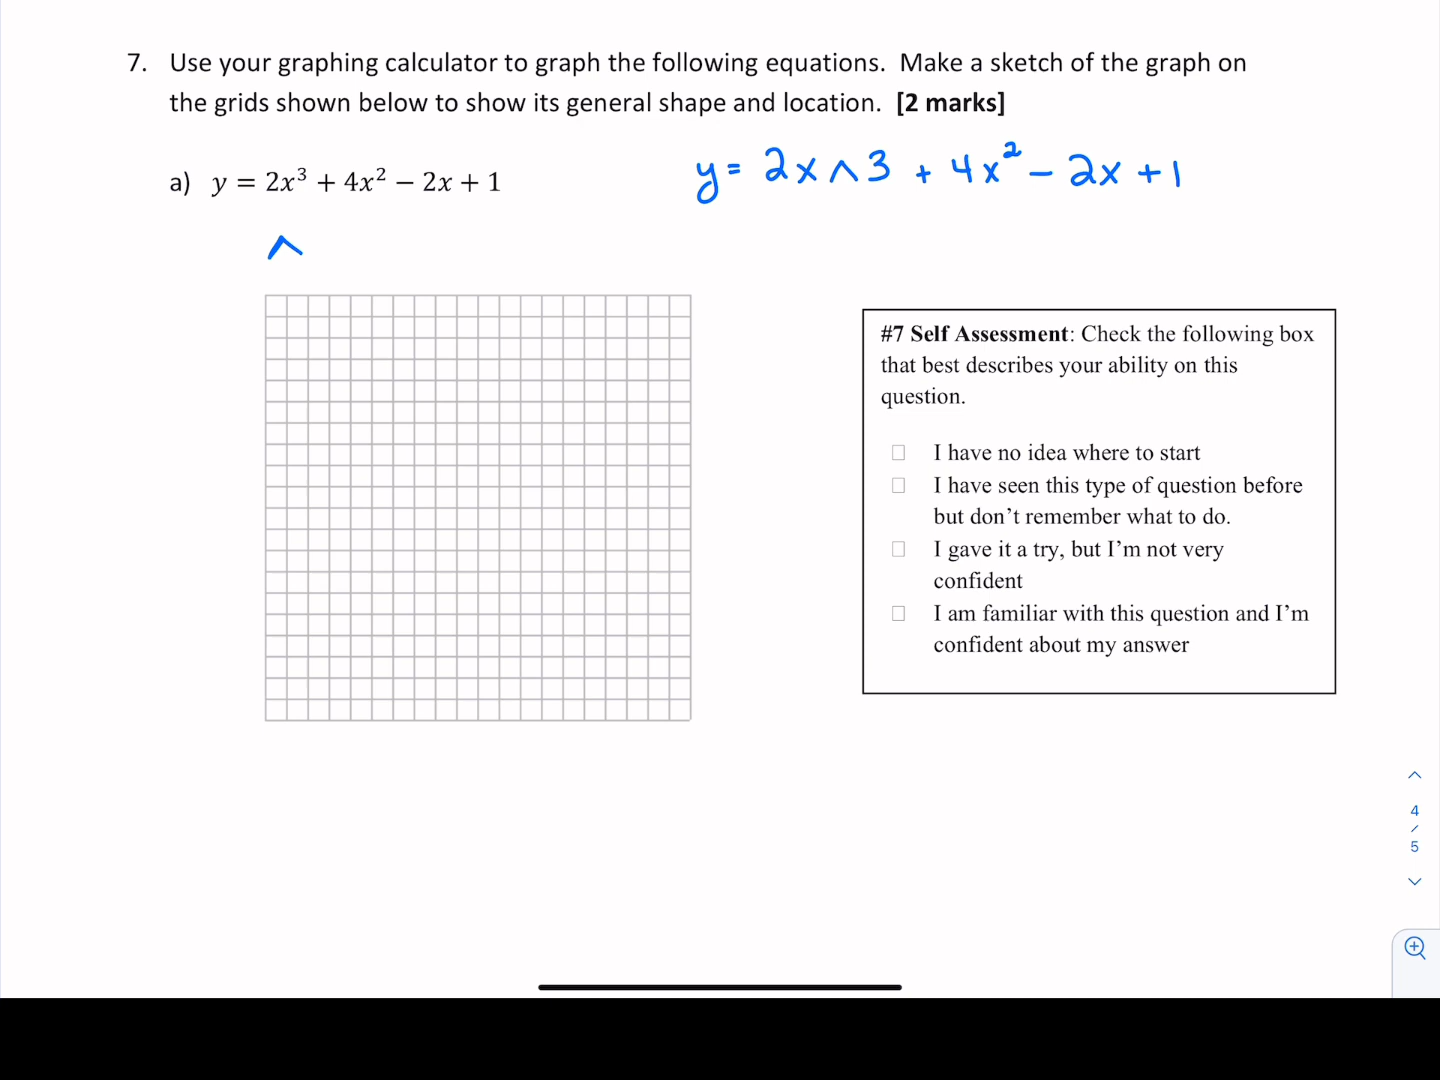 7. Use your graphing calculator to graph the following equations. Make a sketch of the graph on
the grids shown below to show its general shape and location. [2 marks]
y = 2x^3 + 4x² - 2x + 1
a) y = 2x³ + 4x² − 2x + 1
^
#7 Self Assessment: Check the following box
that best describes your ability on this
question.
☐ I have no idea where to start
☐ I have seen this type of question before
but don’t remember what to do.
☐ I gave it a try, but I’m not very
confident
☐ I am familiar with this question and I’m
confident about my answer
4
/
5